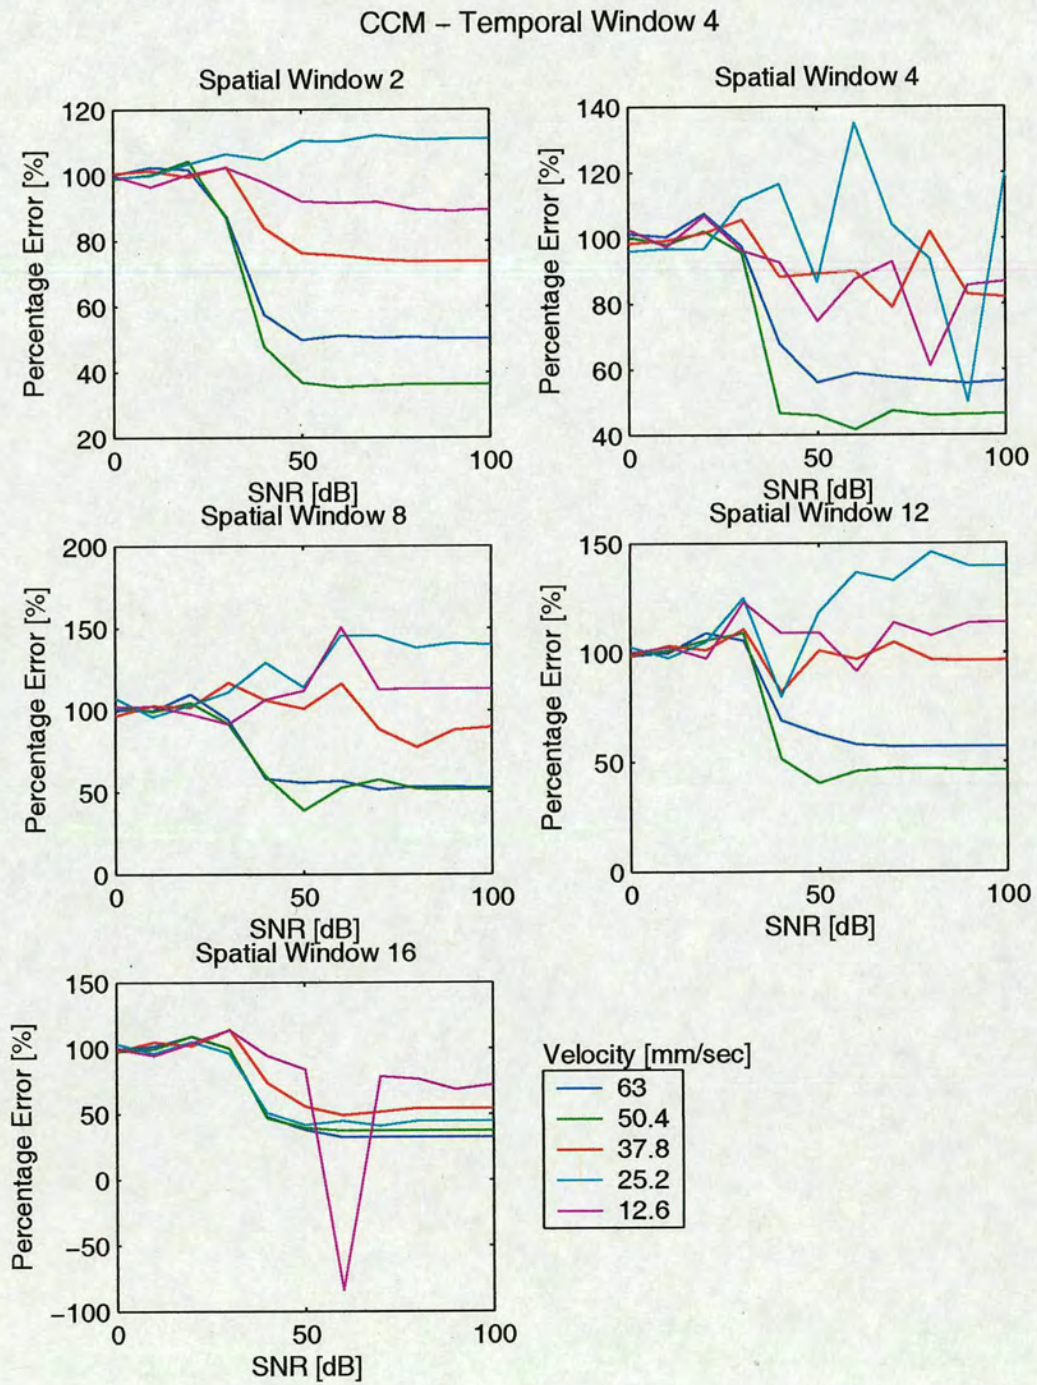 CCM – Temporal Window 4
Spatial Window 2
Percentage Error [%]
120
100
80
60
40
20
0
50
100
SNR [dB]
Spatial Window 4
Percentage Error [%]
140
120
100
80
60
40
0
50
100
SNR [dB]
Spatial Window 8
Percentage Error [%]
200
150
100
50
0
0
50
100
SNR [dB]
Spatial Window 12
Percentage Error [%]
150
100
50
0
0
50
100
SNR [dB]
Spatial Window 16
Percentage Error [%]
150
100
50
0
−50
−100
0
50
100
SNR [dB]
Velocity [mm/sec]
63
50.4
37.8
25.2
12.6